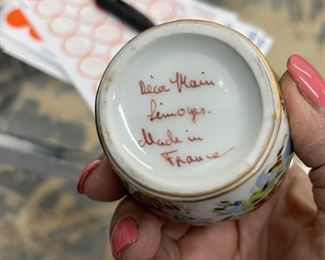 Décor Main
Limoges.
Made in
France